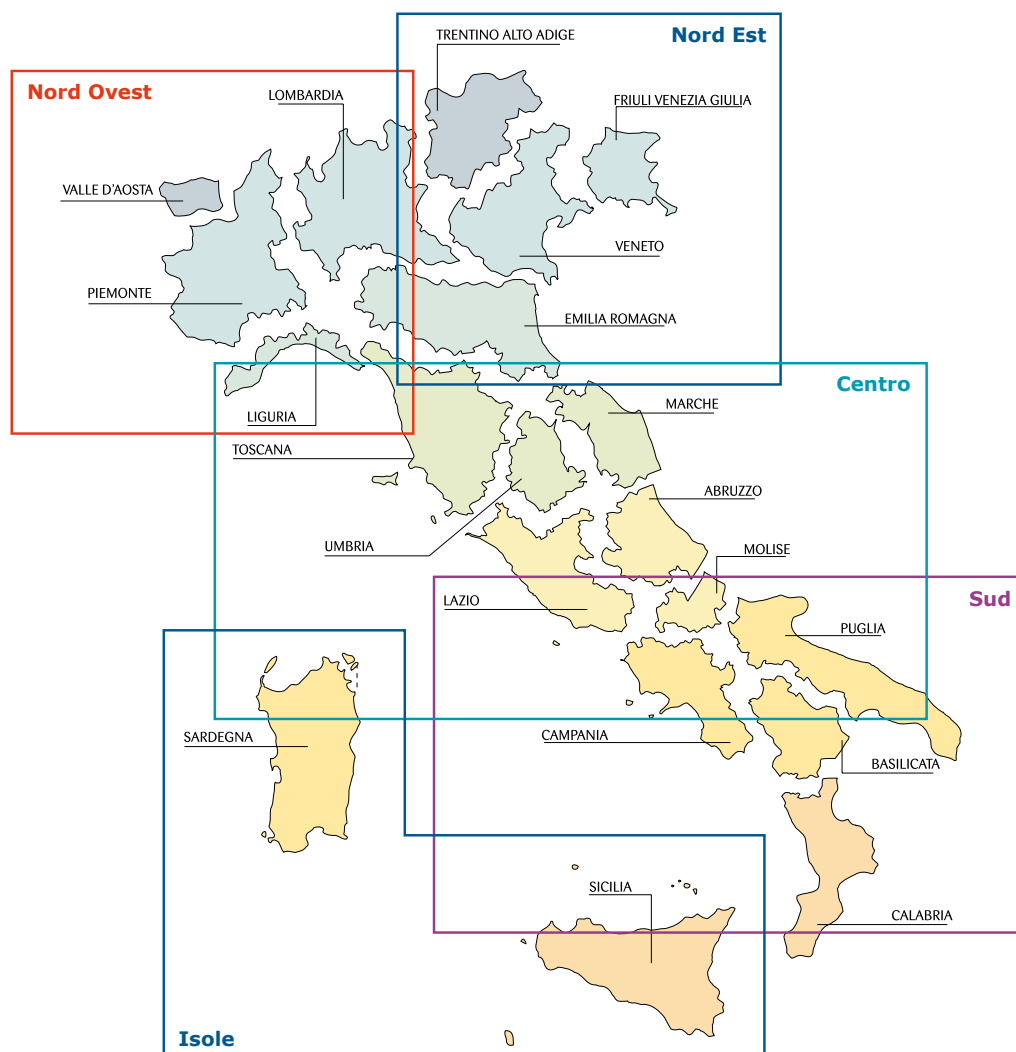 TRENTINO ALTO ADIGE
Nord Est
Nord Ovest
LOMBARDIA
FRIULI VENEZIA GIULIA
VALLE D'AOSTA
VENETO
PIEMONTE
EMILIA ROMAGNA
Centro
MARCHE
LIGURIA
TOSCANA
ABRUZZO
UMBRIA
MOLISE
LAZIO
Sud
PUGLIA
SARDEGNA
CAMPANIA
BASILICATA
SICILIA
CALABRIA
Isole